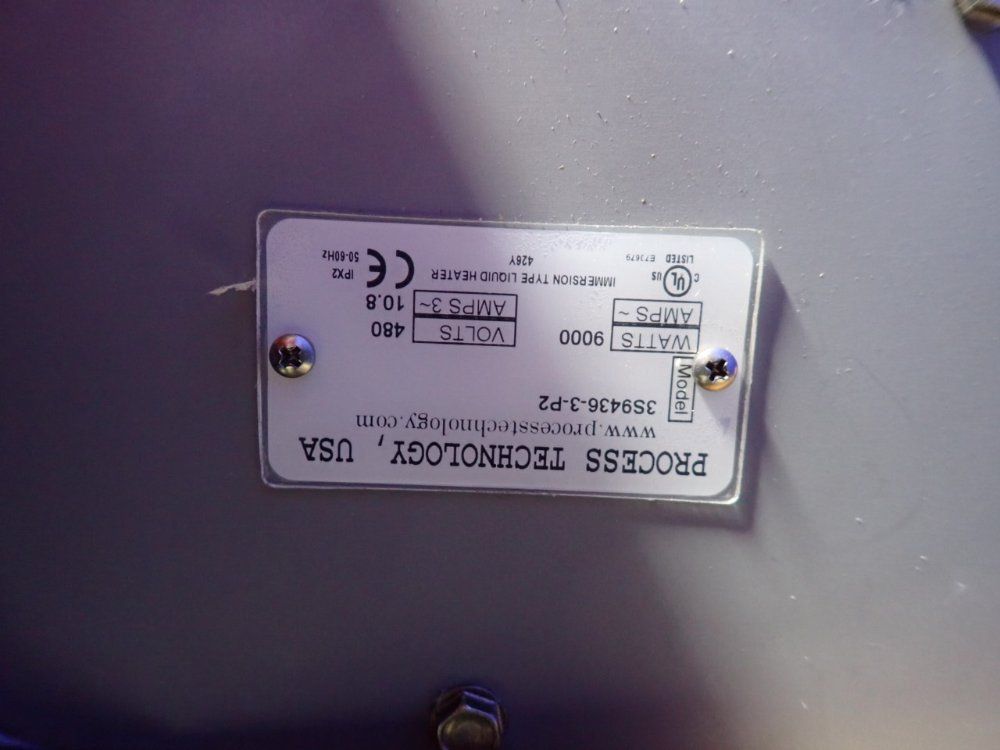 PROCESS TECHNOLOGY, USA
www.processtechnology.com
Model 3S9436-3-P2
WATTS 9000 VOLTS 480
AMPS ~ AMPS 3~ 10.8
C UL US IMMERSION TYPE LIQUID HEATER CE IPX2
50-60Hz
LISTED E73679 426Y